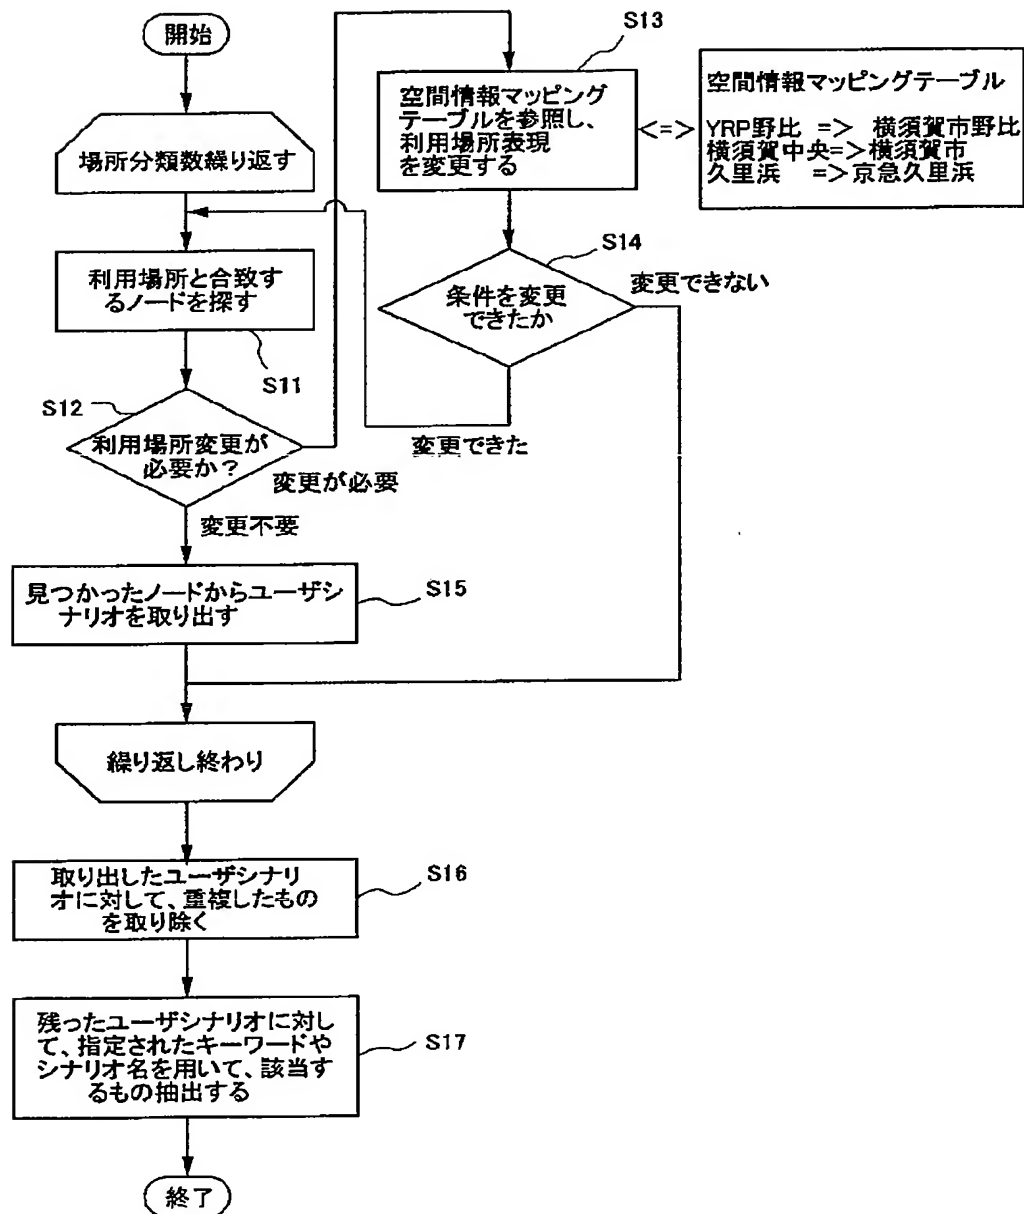 開始
場所分類数繰り返す
利用場所と合致す
るノードを探す
S11
S12
利用場所変更が
必要か？
変更が必要
変更不要
S13
空間情報マッピング
テーブルを参照し、
利用場所表現
を変更する
<=>
空間情報マッピングテーブル
YRP野比 => 横須賀市野比
横須賀中央=>横須賀市
久里浜 =>京急久里浜
S14
条件を変更
できたか
変更できない
変更できた
見つかったノードからユーザシ
ナリオを取り出す
S15
繰り返し終わり
取り出したユーザシナリ
オに対して、重複したもの
を取り除く
S16
残ったユーザシナリオに対し
て、指定されたキーワードや
シナリオ名を用いて、該当す
るもの抽出する
S17
終了